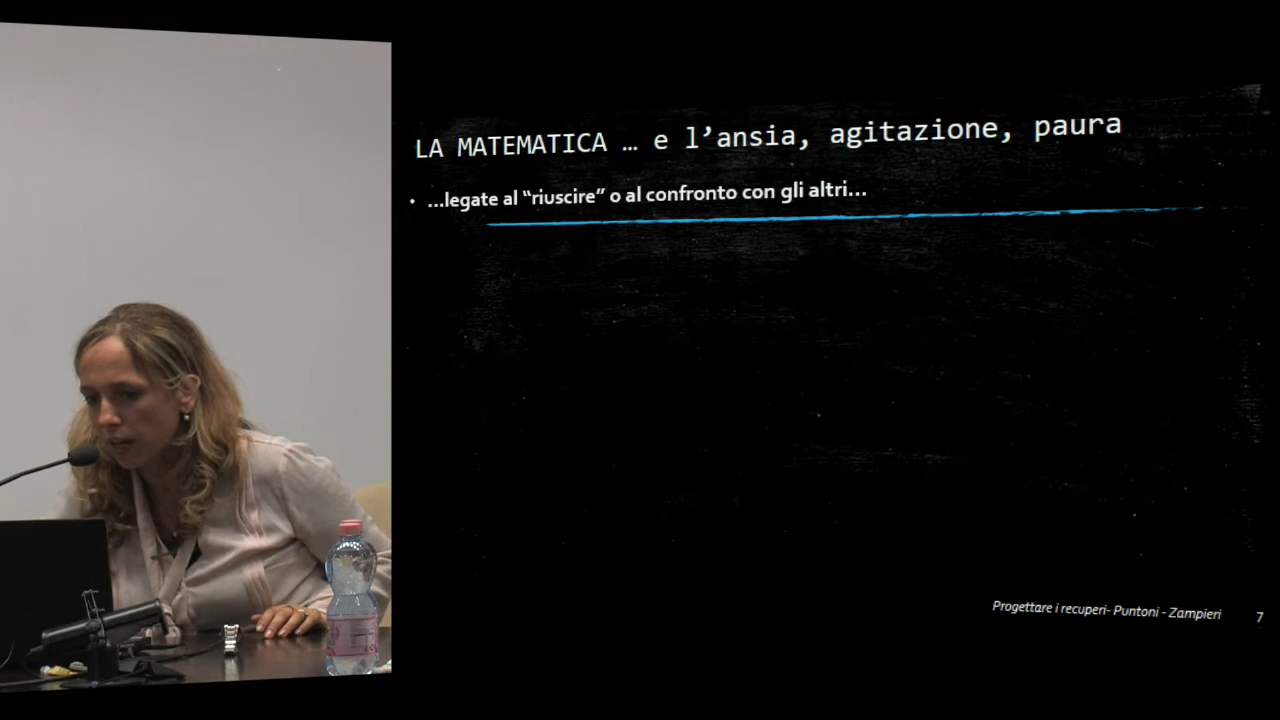 LA MATEMATICA … e l’ansia, agitazione, paura
• …legate al “riuscire” o al confronto con gli altri…
Progettare i recuperi- Puntoni - Zampieri 7